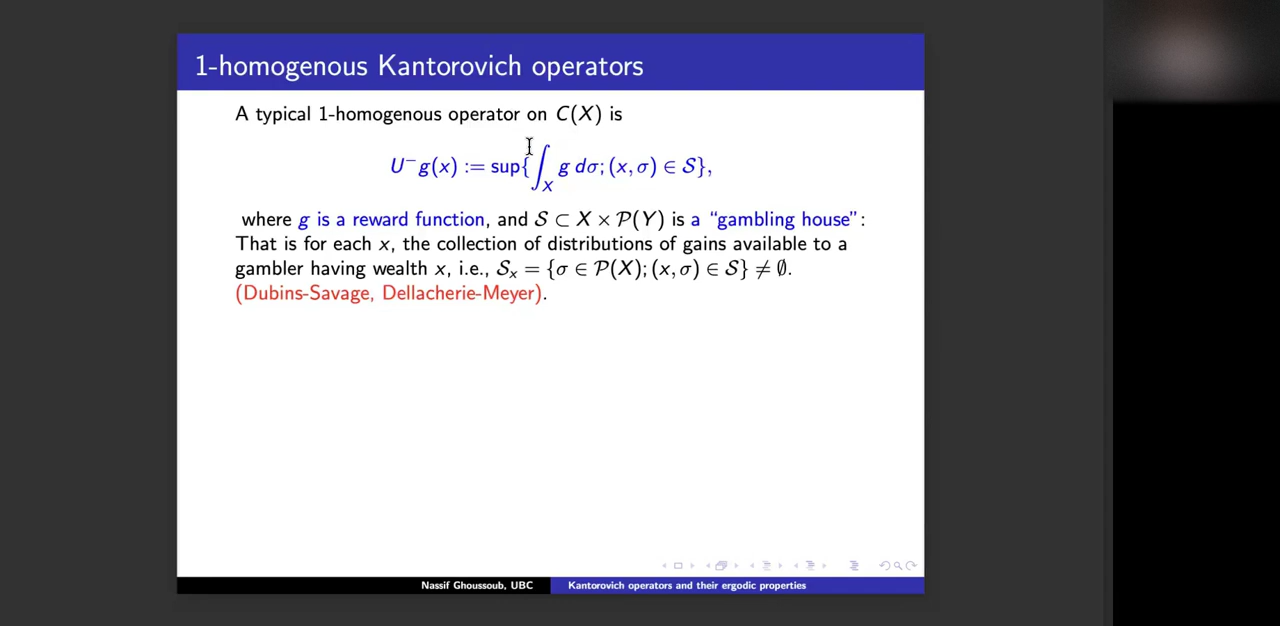 1-homogenous Kantorovich operators
A typical 1-homogenous operator on C(X) is
U⁻g(x) := sup{∫_X g dσ; (x, σ) ∈ 𝒮},
where g is a reward function, and 𝒮 ⊂ X × 𝒫(Y) is a “gambling house”:
That is for each x, the collection of distributions of gains available to a
gambler having wealth x, i.e., 𝒮ₓ = {σ ∈ 𝒫(X); (x, σ) ∈ 𝒮} ≠ ∅.
(Dubins-Savage, Dellacherie-Meyer).
Nassif Ghoussoub, UBC
Kantorovich operators and their ergodic properties